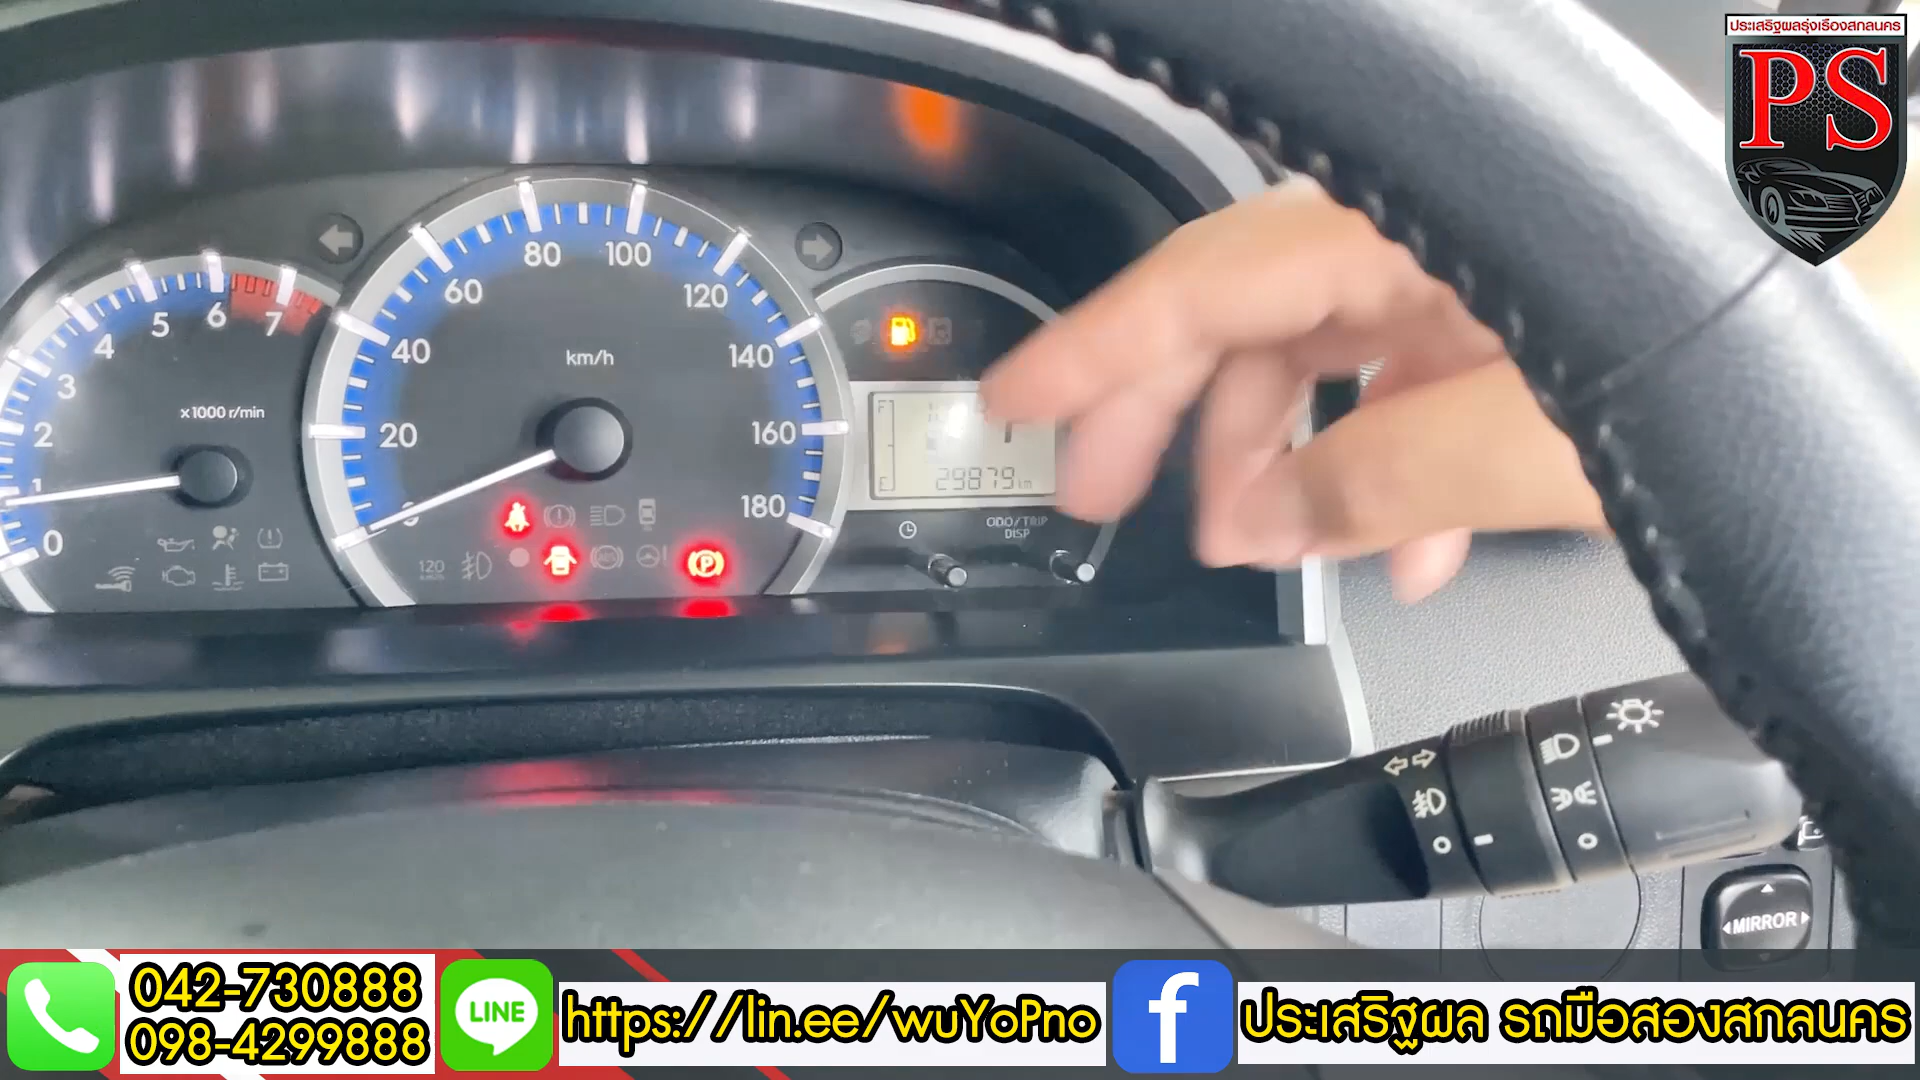 ประเสริฐผลรุ่งเรืองสกลนคร
PS
80
100
60
120
40
140
20
160
180
km/h
0
1
2
3
4
5
6
7
x1000 r/min
120
km/h
ABS
P
F
E
29879 km
ODO/TRIP
DISP
MIRROR
042-730888
098-4299888
LINE
https://lin.ee/wuYoPno
f
ประเสริฐผล รถมือสองสกลนคร